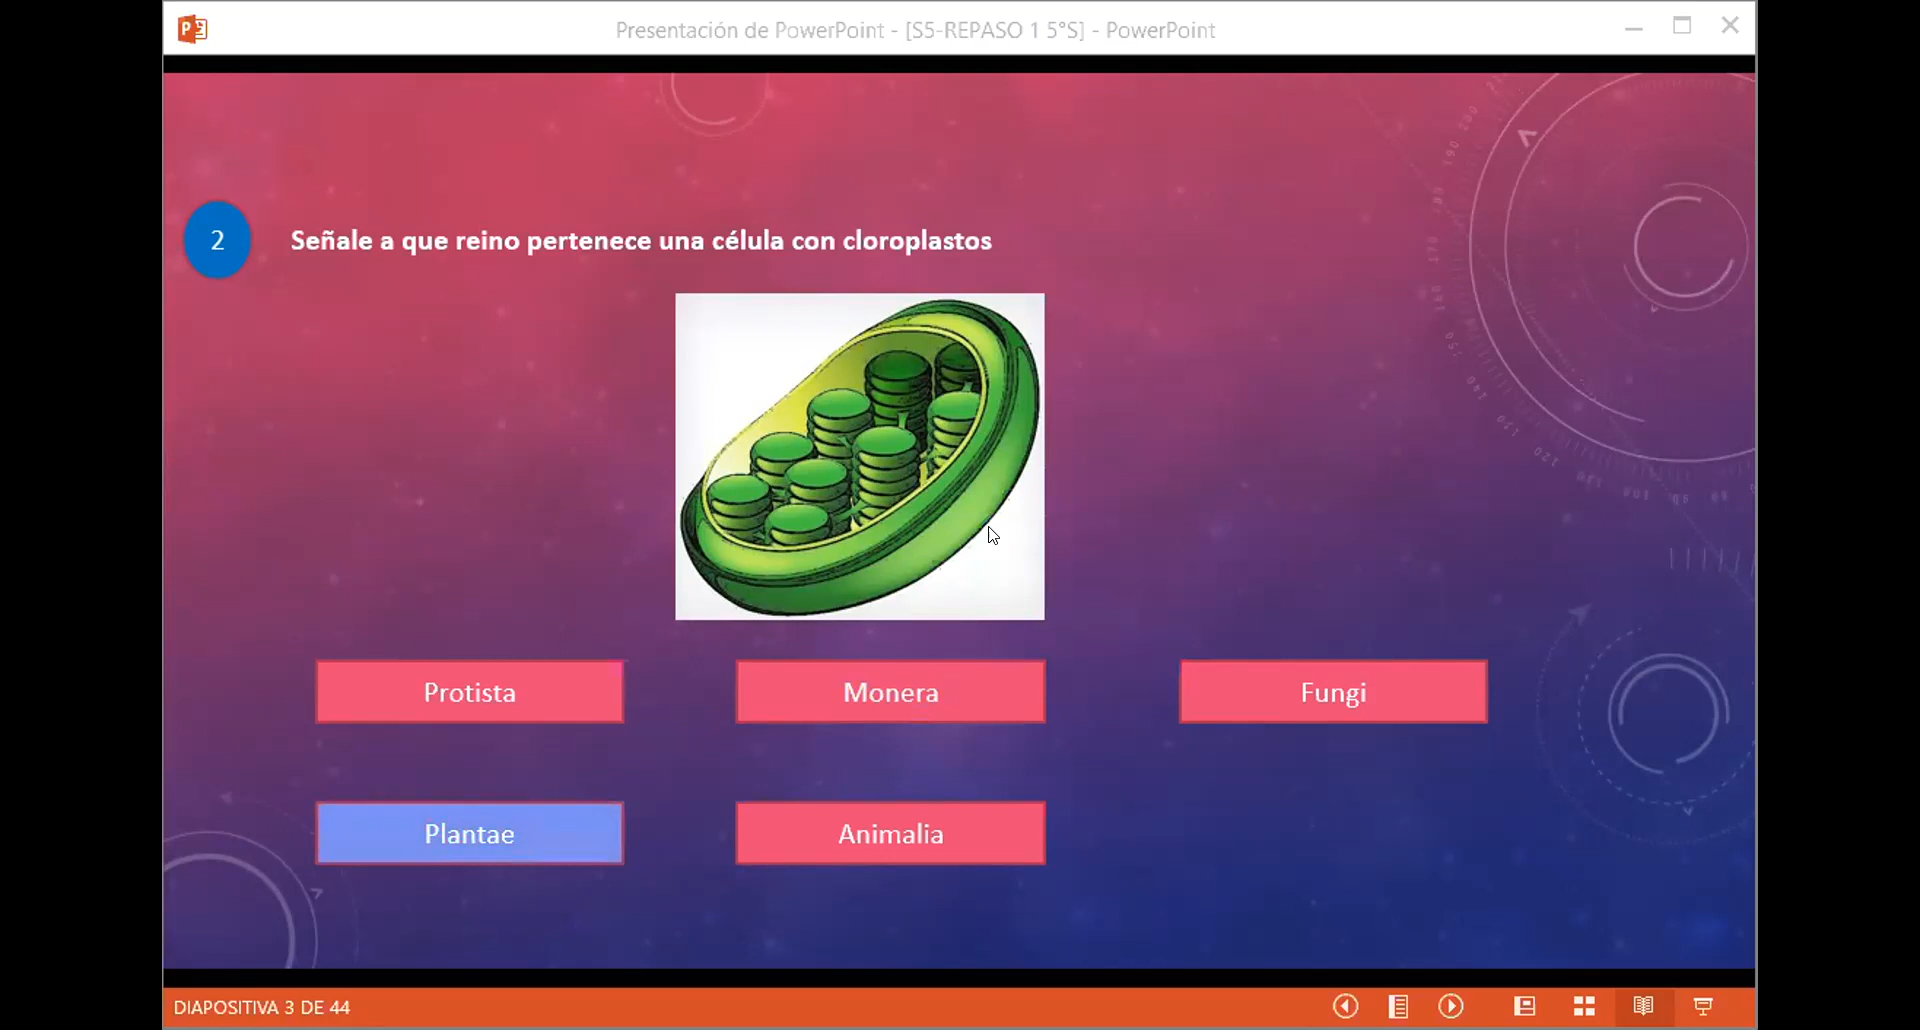 Presentación de PowerPoint - [S5-REPASO 1 5°S] - PowerPoint
2
Señale a que reino pertenece una célula con cloroplastos
Protista
Monera
Fungi
Plantae
Animalia
DIAPOSITIVA 3 DE 44